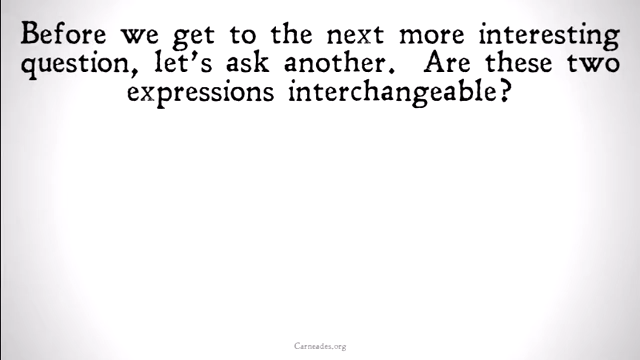 Before we get to the next more interesting
question, let's ask another.  Are these two
expressions interchangeable?
Carneades.org